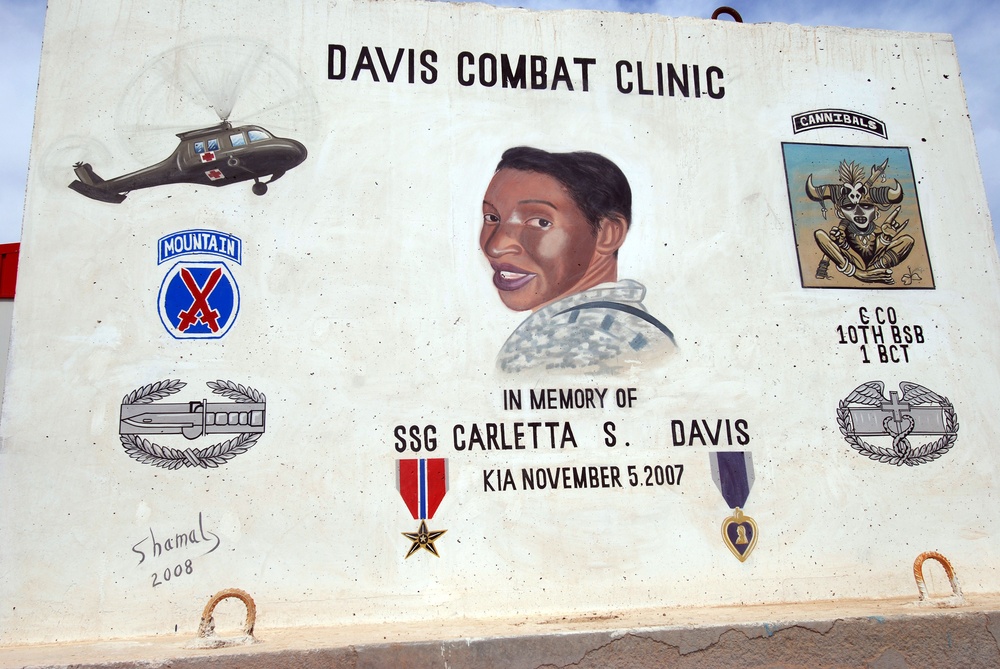 DAVIS COMBAT CLINIC
CANNIBALS
MOUNTAIN
C CO
10TH BSB
1 BCT
IN MEMORY OF
SSG CARLETTA S. DAVIS
KIA NOVEMBER 5.2007
Shamals
2008